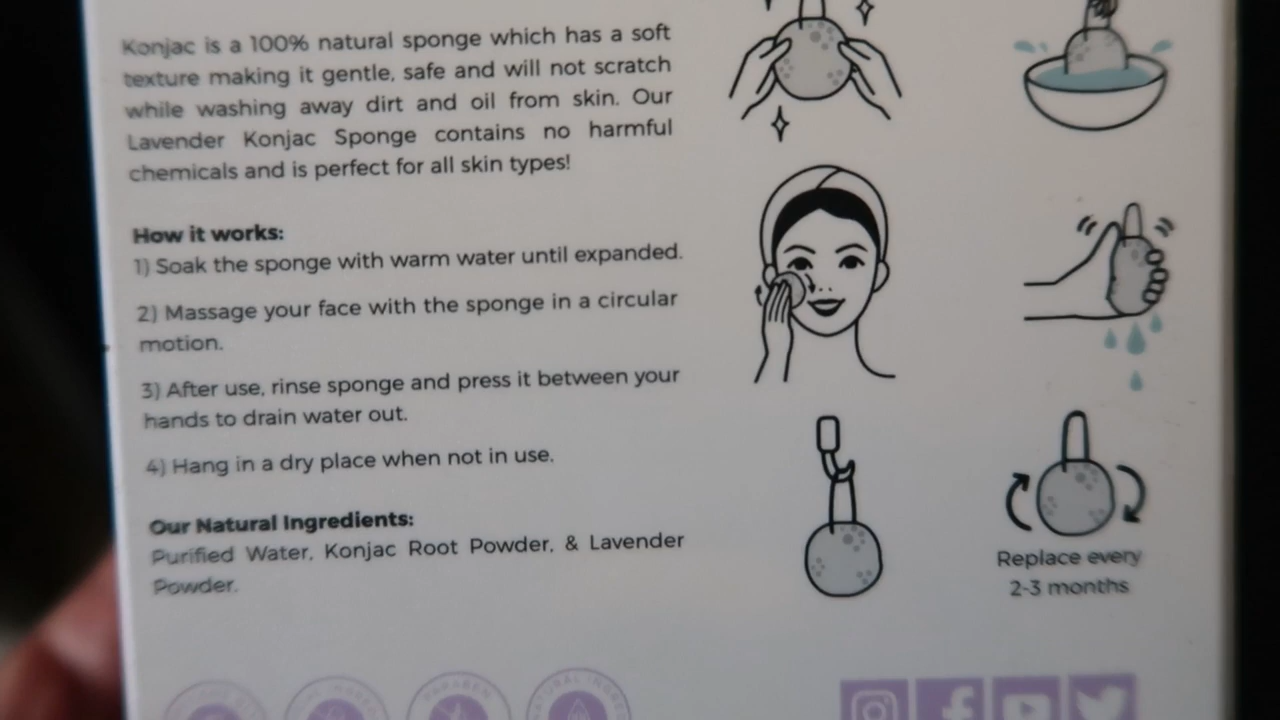 Konjac is a 100% natural sponge which has a soft
texture making it gentle, safe and will not scratch
while washing away dirt and oil from skin. Our
Lavender Konjac Sponge contains no harmful
chemicals and is perfect for all skin types!
How it works:
1) Soak the sponge with warm water until expanded.
2) Massage your face with the sponge in a circular
motion.
3) After use, rinse sponge and press it between your
hands to drain water out.
4) Hang in a dry place when not in use.
Our Natural Ingredients:
Purified Water, Konjac Root Powder, & Lavender
Powder.
Replace every
2-3 months
PARABEN